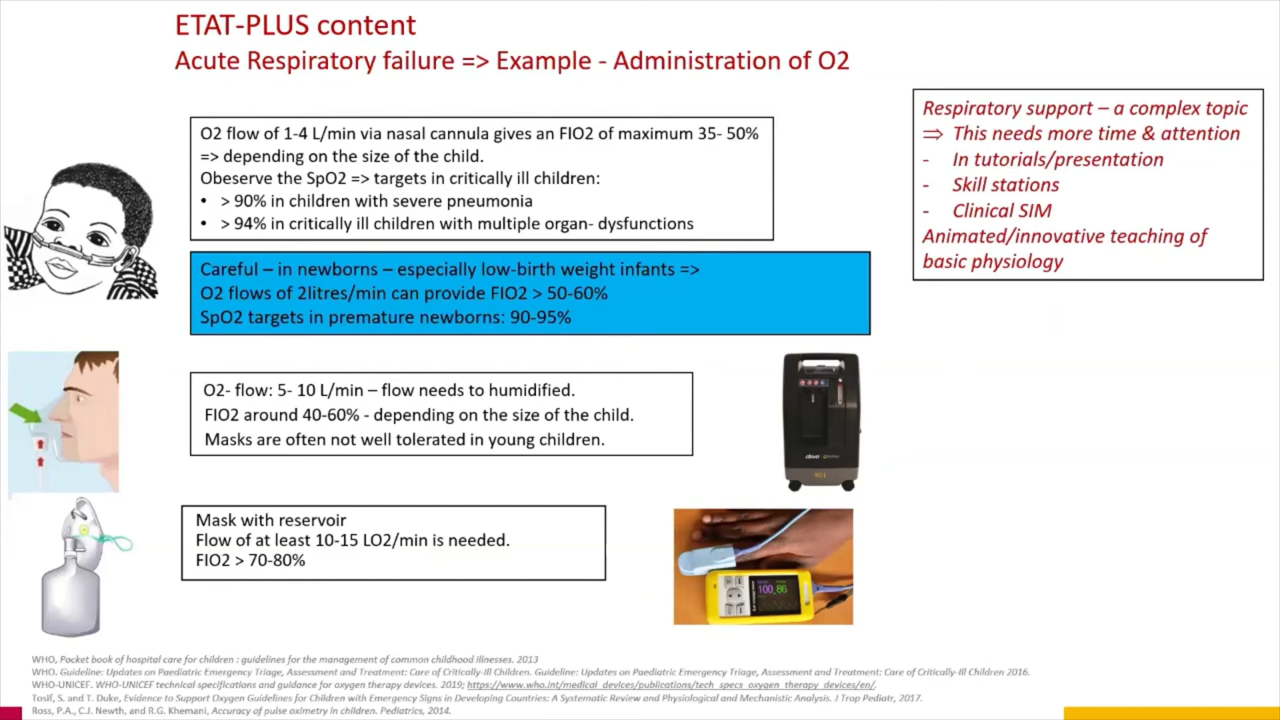 ETAT-PLUS content
Acute Respiratory failure => Example - Administration of O2
O2 flow of 1-4 L/min via nasal cannula gives an FIO2 of maximum 35- 50%
=> depending on the size of the child.
Obeserve the SpO2 => targets in critically ill children:
• > 90% in children with severe pneumonia
• > 94% in critically ill children with multiple organ- dysfunctions
Careful – in newborns – especially low-birth weight infants =>
O2 flows of 2litres/min can provide FIO2 > 50-60%
SpO2 targets in premature newborns: 90-95%
O2- flow: 5- 10 L/min – flow needs to humidified.
FIO2 around 40-60% - depending on the size of the child.
Masks are often not well tolerated in young children.
Mask with reservoir
Flow of at least 10-15 LO2/min is needed.
FIO2 > 70-80%
Respiratory support – a complex topic
⇒ This needs more time & attention
- In tutorials/presentation
- Skill stations
- Clinical SIM
Animated/innovative teaching of
basic physiology
100 86
WHO, Pocket book of hospital care for children : guidelines for the management of common childhood illnesses. 2013
WHO. Guideline: Updates on Paediatric Emergency Triage, Assessment and Treatment: Care of Critically-Ill Children. Guideline: Updates on Paediatric Emergency Triage, Assessment and Treatment: Care of Critically-Ill Children 2016.
WHO-UNICEF. WHO-UNICEF technical specifications and guidance for oxygen therapy devices. 2019; https://www.who.int/medical_devices/publications/tech_specs_oxygen_therapy_devices/en/.
Tosif, S. and T. Duke, Evidence to Support Oxygen Guidelines for Children with Emergency Signs in Developing Countries: A Systematic Review and Physiological and Mechanistic Analysis. J Trop Pediatr, 2017.
Ross, P.A., C.J. Newth, and R.G. Khemani, Accuracy of pulse oximetry in children. Pediatrics, 2014.